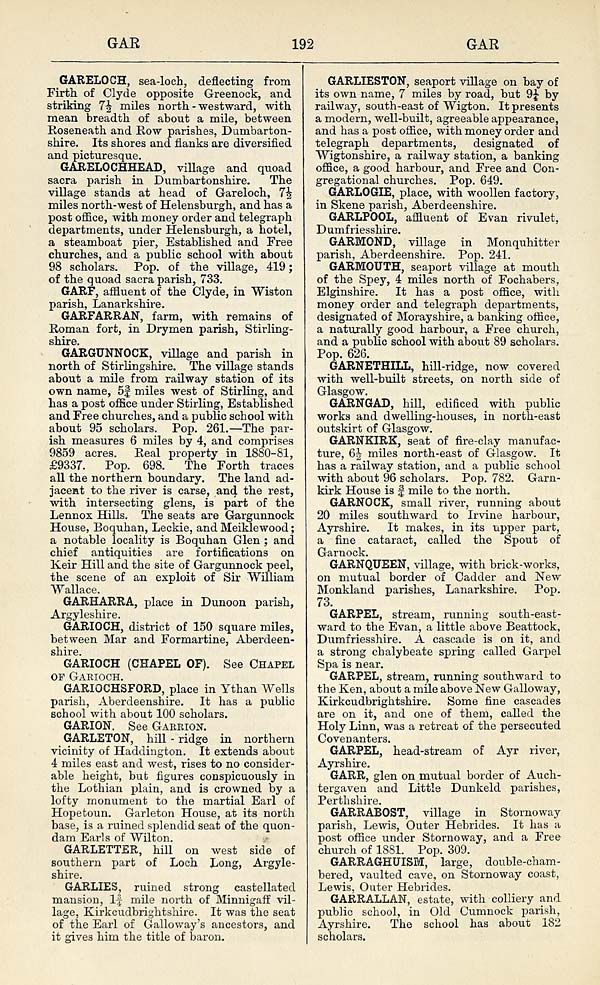 GAR 192 GAR
GARELOCH, sea-loch, deflecting from
Firth of Clyde opposite Greenock, and
striking 7½ miles north-westward, with
mean breadth of about a mile, between
Roseneath and Row parishes, Dumbarton-
shire. Its shores and flanks are diversified
and picturesque.
GARELOCHHEAD, village and quoad
sacra parish in Dumbartonshire. The
village stands at head of Gareloch, 7½
miles north-west of Helensburgh, and has a
post office, with money order and telegraph
departments, under Helensburgh, a hotel,
a steamboat pier, Established and Free
churches, and a public school with about
98 scholars. Pop. of the village, 419;
of the quoad sacra parish, 733.
GARF, affluent of the Clyde, in Wiston
parish, Lanarkshire.
GARFARRAN, farm, with remains of
Roman fort, in Drymen parish, Stirling-
shire.
GARGUNNOCK, village and parish in
north of Stirlingshire. The village stands
about a mile from railway station of its
own name, 5¾ miles west of Stirling, and
has a post office under Stirling, Established
and Free churches, and a public school with
about 95 scholars. Pop. 261.—The par-
ish measures 6 miles by 4, and comprises
9859 acres. Real property in 1880-81,
£9337. Pop. 698. The Forth traces
all the northern boundary. The land ad-
jacent to the river is carse, and the rest,
with intersecting glens, is part of the
Lennox Hills. The seats are Gargunnock
House, Boquhan, Leckie, and Meiklewood;
a notable locality is Boquhan Glen; and
chief antiquities are fortifications on
Keir Hill and the site of Gargunnock peel,
the scene of an exploit of Sir William
Wallace.
GARHARRA, place in Dunoon parish,
Argyleshire.
GARIOCH, district of 150 square miles,
between Mar and Formartine, Aberdeen-
shire.
GARIOCH (CHAPEL OF). See CHAPEL
OF GARIOCH.
GARIOCHSFORD, place in Ythan Wells
parish, Aberdeenshire. It has a public
school with about 100 scholars.
GARION. See GARRION.
GARLETON, hill-ridge in northern
vicinity of Haddington. It extends about
4 miles east and west, rises to no consider-
able height, but figures conspicuously in
the Lothian plain, and is crowned by a
lofty monument to the martial Earl of
Hopetoun. Garleton House, at its north
base, is a ruined splendid seat of the quon-
dam Earls of Wilton.
GARLETTER, hill on west side of
southern part of Loch Long, Argyle-
shire.
GARLIES, ruined strong castellated
mansion, 1¾ mile north of Minnigaff vil-
lage, Kirkcudbrightshire. It was the seat
of the Earl of Galloway's ancestors, and
it gives him the title of baron.
GARLIESTON, seaport village on bay of
its own name, 7 miles by road, but 9¼ by
railway, south-east of Wigton. It presents
a modern, well-built, agreeable appearance,
and has a post office, with money order and
telegraph departments, designated of
Wigtonshire, a railway station, a banking
office, a good harbour, and Free and Con-
gregational churches. Pop. 649.
GARLOGIE, place, with woollen factory,
in Skene parish, Aberdeenshire.
GARLPOOL, affluent of Evan rivulet,
Dumfriesshire.
GARMOND, village in Monquhitter
parish, Aberdeenshire. Pop. 241.
GARMOUTH, seaport village at mouth
of the Spey, 4 miles north of Fochabers,
Elginshire. It has a post office, with
money order and telegraph departments,
designated of Morayshire, a banking office,
a naturally good harbour, a Free church,
and a public school with about 89 scholars.
Pop. 626.
GARNETHILL, hill-ridge, now covered
with well-built streets, on north side of
Glasgow.
GARNGAD, hill, edificed with public
works and dwelling-houses, in north-east
outskirt of Glasgow.
GARNKIRK, seat of fire-clay manufac-
ture, 6½ miles north-east of Glasgow. It
has a railway station, and a public school
with about 96 scholars. Pop. 782. Garn-
kirk House is ¾ mile to the north.
GARNOCK, small river, running about
20 miles southward to Irvine harbour,
Ayrshire. It makes, in its upper part,
a fine cataract, called the Spout of
Garnock.
GARNQUEEN, village, with brick-works,
on mutual border of Cadder and New
Monkland parishes, Lanarkshire. Pop.
73.
GARPEL, stream, running south-east-
ward to the Evan, a little above Beattock,
Dumfriesshire. A cascade is on it, and
a strong chalybeate spring called Garpel
Spa is near.
GARPEL, stream, running southward to
the Ken, about a mile above New Galloway,
Kirkcudbrightshire. Some fine cascades
are on it, and one of them, called the
Holy Linn, was a retreat of the persecuted
Covenanters.
GARPEL, head-stream of Ayr river,
Ayrshire.
GARR, glen on mutual border of Auch-
tergaven and Little Dunkeld parishes,
Perthshire.
GARRABOST, village in Stornoway
parish, Lewis, Outer Hebrides. It has a
post office under Stornoway, and a Free
church of 1881. Pop. 309.
GARRAGHUISM, large, double-cham-
bered, vaulted cave, on Stornoway coast,
Lewis, Outer Hebrides.
GARRALLAN, estate, with colliery and
public school, in Old Cumnock parish,
Ayrshire. The school has about 182
scholars.